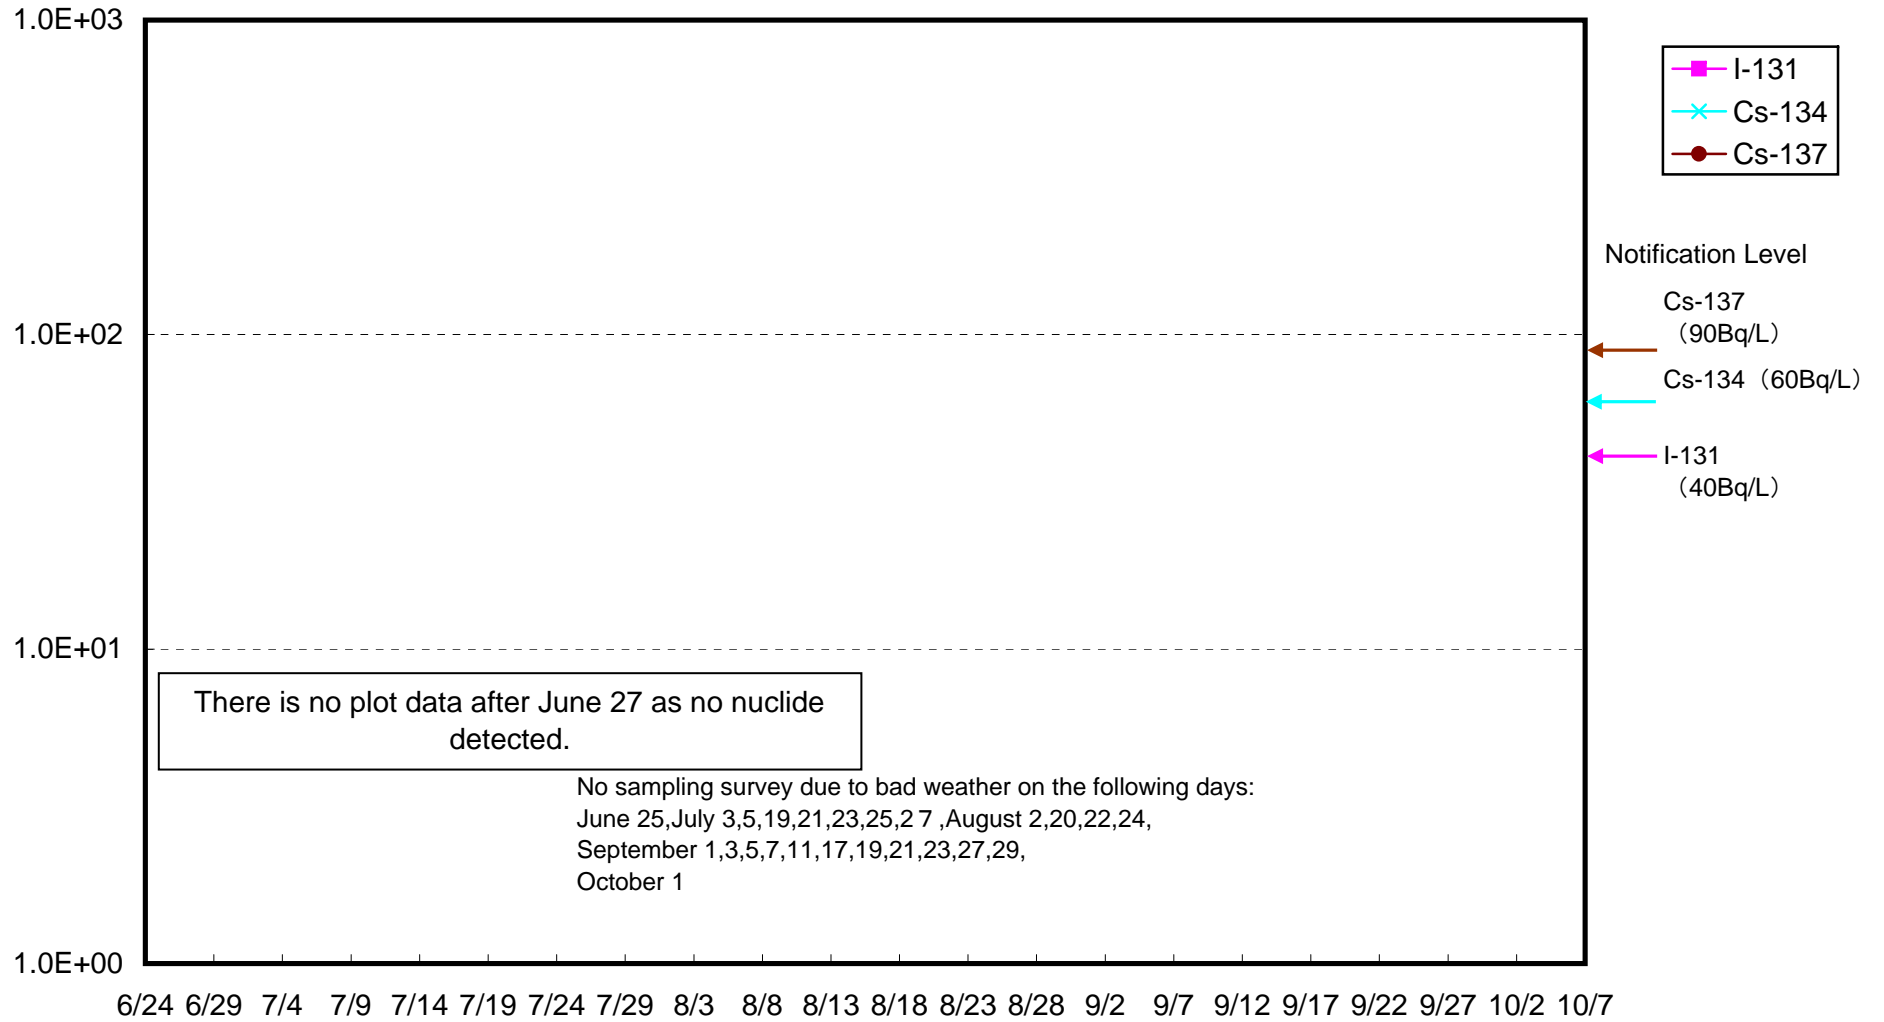 1.0E+03
1.0E+02
1.0E+01
1.0E+00
I-131
Cs-134
Cs-137
Notification Level
Cs-137
（90Bq/L）
Cs-134（60Bq/L）
I-131
（40Bq/L）
There is no plot data after June 27 as no nuclide
detected.
No sampling survey due to bad weather on the following days:
June 25,July 3,5,19,21,23,25,2７,August 2,20,22,24,
September 1,3,5,7,11,17,19,21,23,27,29,
October 1
6/24 6/29 7/4 7/9 7/14 7/19 7/24 7/29 8/3 8/8 8/13 8/18 8/23 8/28 9/2 9/7 9/12 9/17 9/22 9/27 10/2 10/7